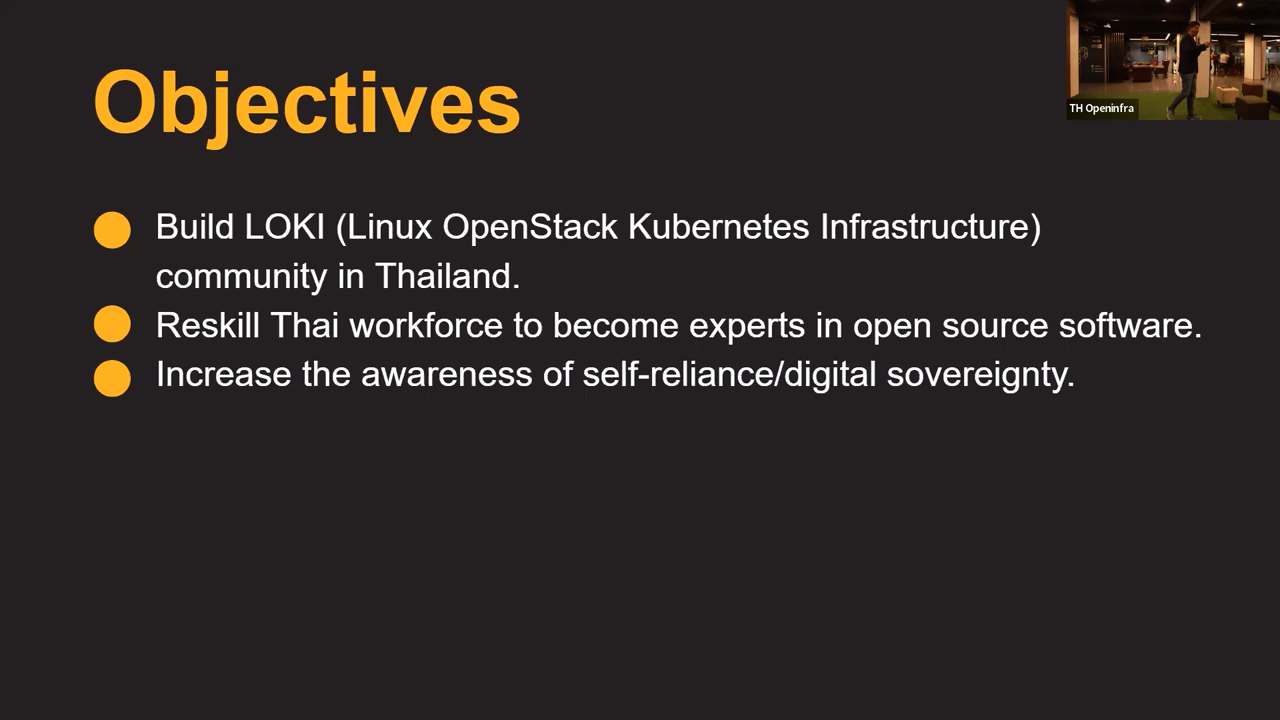 Objectives
TH Openinfra
Build LOKI (Linux OpenStack Kubernetes Infrastructure)
community in Thailand.
Reskill Thai workforce to become experts in open source software.
Increase the awareness of self-reliance/digital sovereignty.